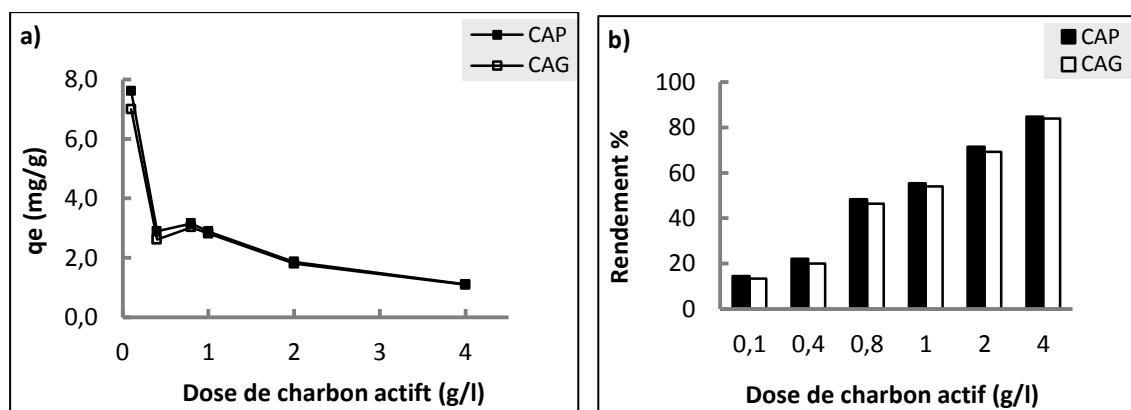 a)
CAP
CAG
8,0
6,0
4,0
2,0
0,0
qe (mg/g)
0 1 2 3 4
Dose de charbon actift (g/l)
b)
CAP
CAG
100
80
60
40
20
0
Rendement %
0,1 0,4 0,8 1 2 4
Dose de charbon actif (g/l)